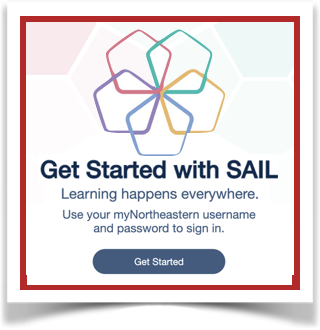 Get Started with SAIL
Learning happens everywhere.
Use your myNortheastern username
and password to sign in.
Get Started